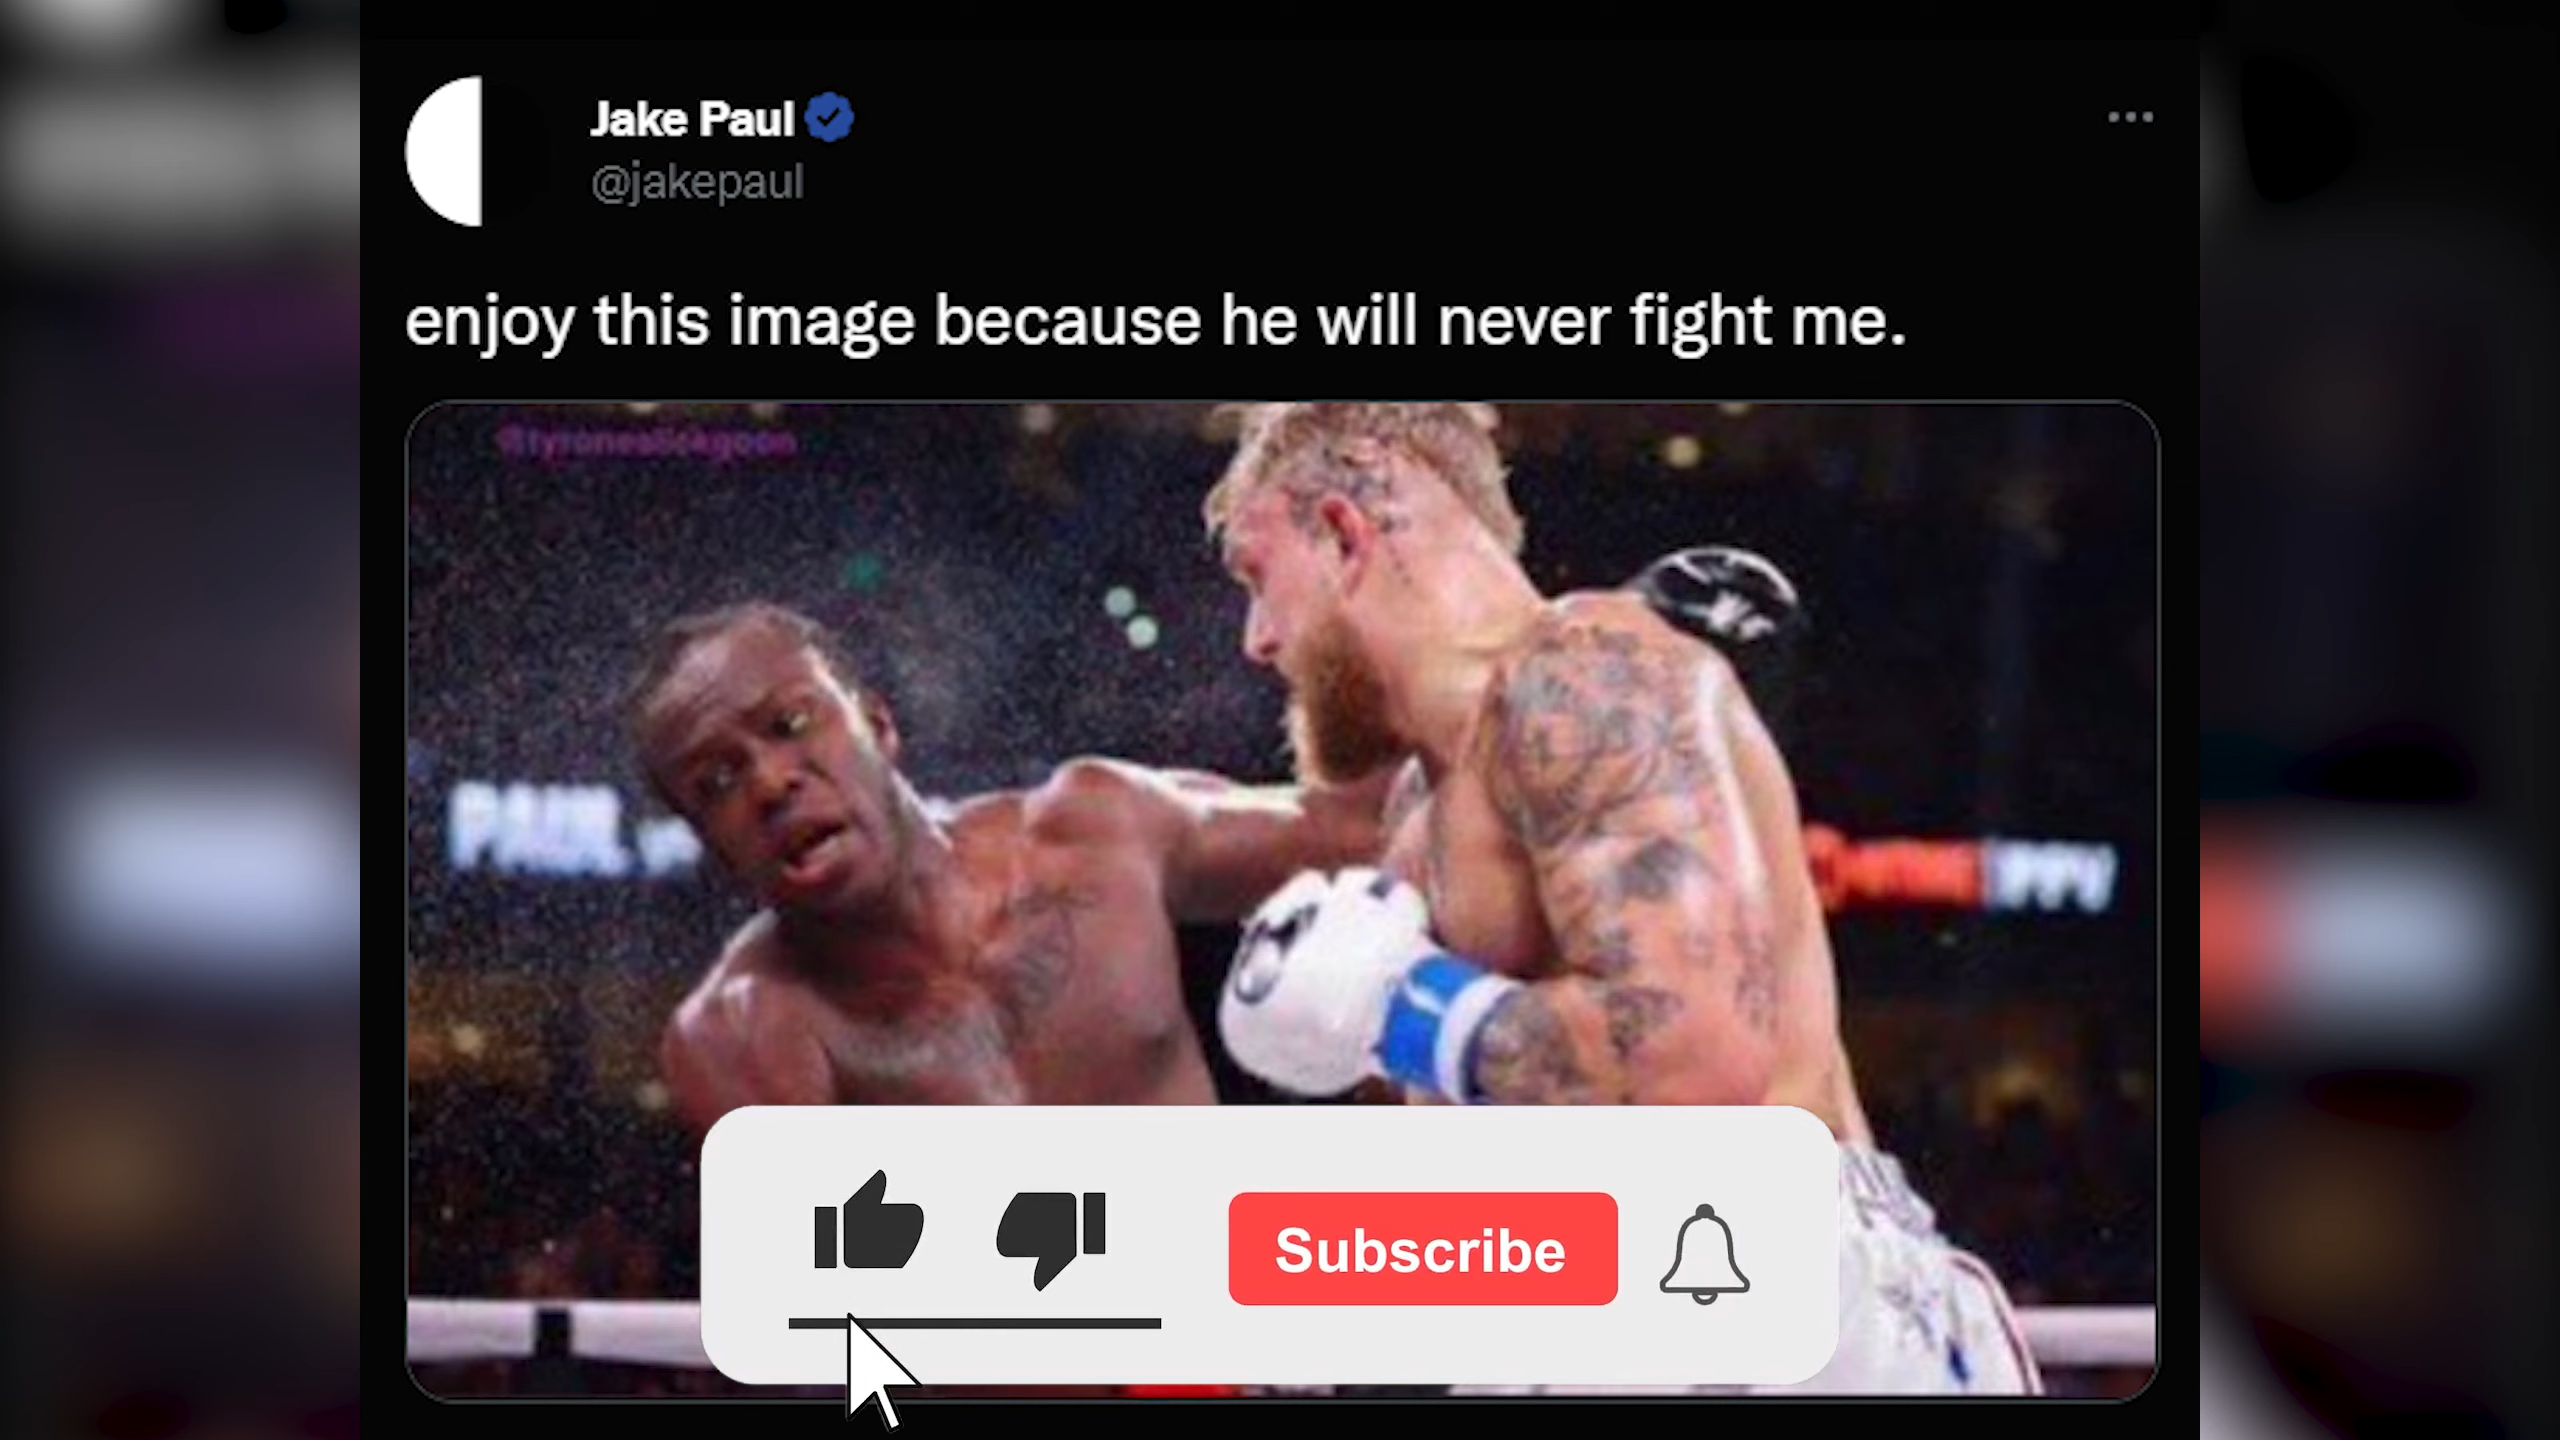 Jake Paul
@jakepaul
enjoy this image because he will never fight me.
PAUL
PPV
Subscribe